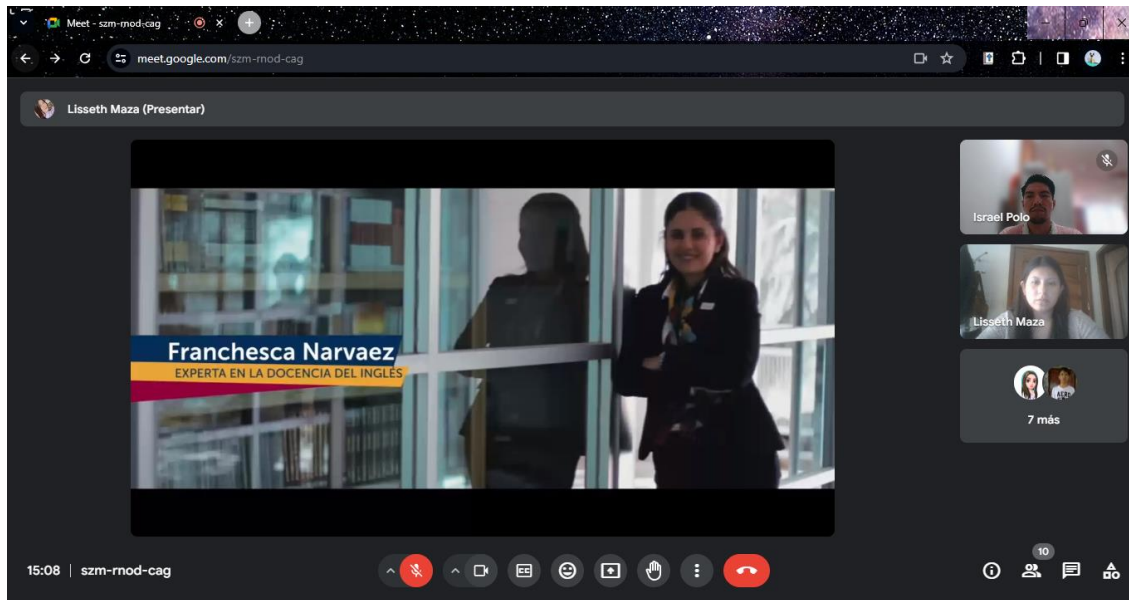 Meet - szm-rnod-cag
meet.google.com/szm-rnod-cag
Lisseth Maza (Presentar)
Franchesca Narvaez
EXPERTA EN LA DOCENCIA DEL INGLÉS
Israel Polo
Lisseth Maza
7 más
15:08 | szm-rnod-cag
CC
10